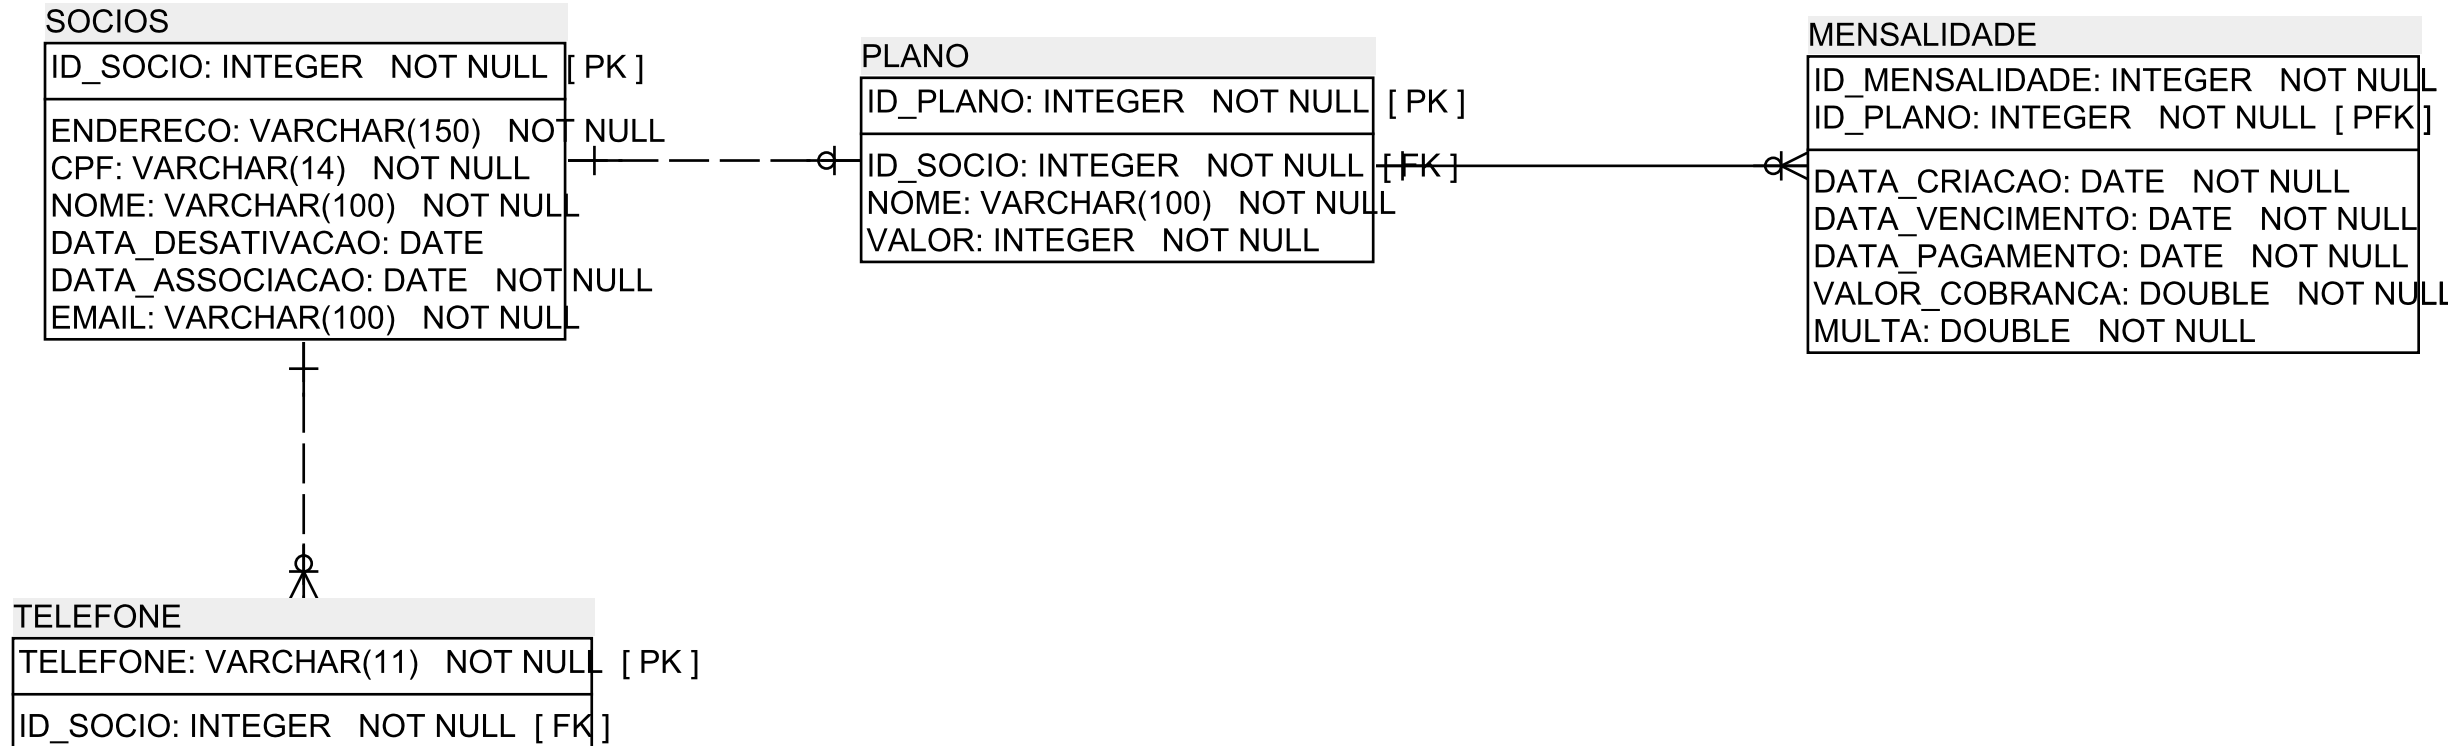 SOCIOS
ID_SOCIO: INTEGER NOT NULL [ PK ]
ENDERECO: VARCHAR(150) NOT NULL
CPF: VARCHAR(14) NOT NULL
NOME: VARCHAR(100) NOT NULL
DATA_DESATIVACAO: DATE
DATA_ASSOCIACAO: DATE NOT NULL
EMAIL: VARCHAR(100) NOT NULL
PLANO
ID_PLANO: INTEGER NOT NULL [ PK ]
ID_SOCIO: INTEGER NOT NULL [ FK ]
NOME: VARCHAR(100) NOT NULL
VALOR: INTEGER NOT NULL
MENSALIDADE
ID_MENSALIDADE: INTEGER NOT NULL
ID_PLANO: INTEGER NOT NULL [ PFK ]
DATA_CRIACAO: DATE NOT NULL
DATA_VENCIMENTO: DATE NOT NULL
DATA_PAGAMENTO: DATE NOT NULL
VALOR_COBRANCA: DOUBLE NOT NULL
MULTA: DOUBLE NOT NULL
TELEFONE
TELEFONE: VARCHAR(11) NOT NULL [ PK ]
ID_SOCIO: INTEGER NOT NULL [ FK ]